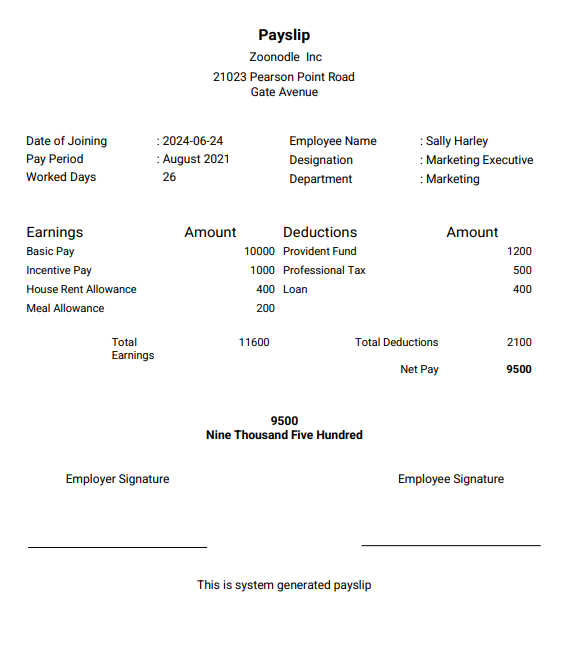 Payslip
Zoonodle Inc
21023 Pearson Point Road
Gate Avenue
Date of Joining : 2024-06-24 Employee Name : Sally Harley
Pay Period : August 2021 Designation : Marketing Executive
Worked Days 26 Department : Marketing
Earnings Amount Deductions Amount
Basic Pay 10000 Provident Fund 1200
Incentive Pay 1000 Professional Tax 500
House Rent Allowance 400 Loan 400
Meal Allowance 200
Total Earnings 11600 Total Deductions 2100
Net Pay 9500
9500
Nine Thousand Five Hundred
Employer Signature Employee Signature
This is system generated payslip